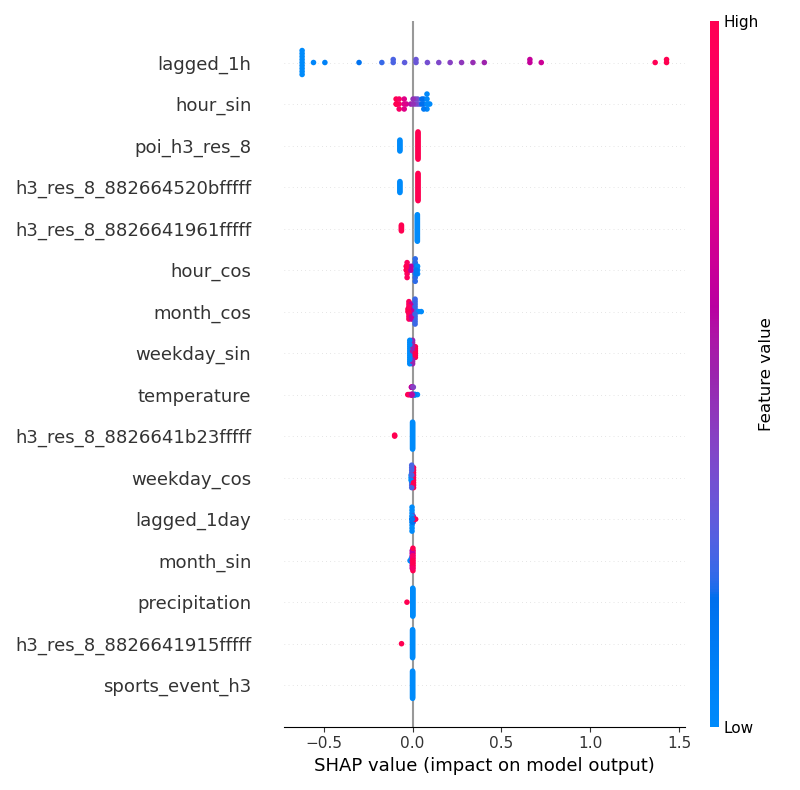 High
lagged_1h
hour_sin
poi_h3_res_8
h3_res_8_882664520bfffff
h3_res_8_8826641961fffff
hour_cos
month_cos
weekday_sin
temperature
h3_res_8_8826641b23fffff
weekday_cos
lagged_1day
month_sin
precipitation
h3_res_8_8826641915fffff
sports_event_h3
Feature value
Low
−0.5 0.0 0.5 1.0 1.5
SHAP value (impact on model output)